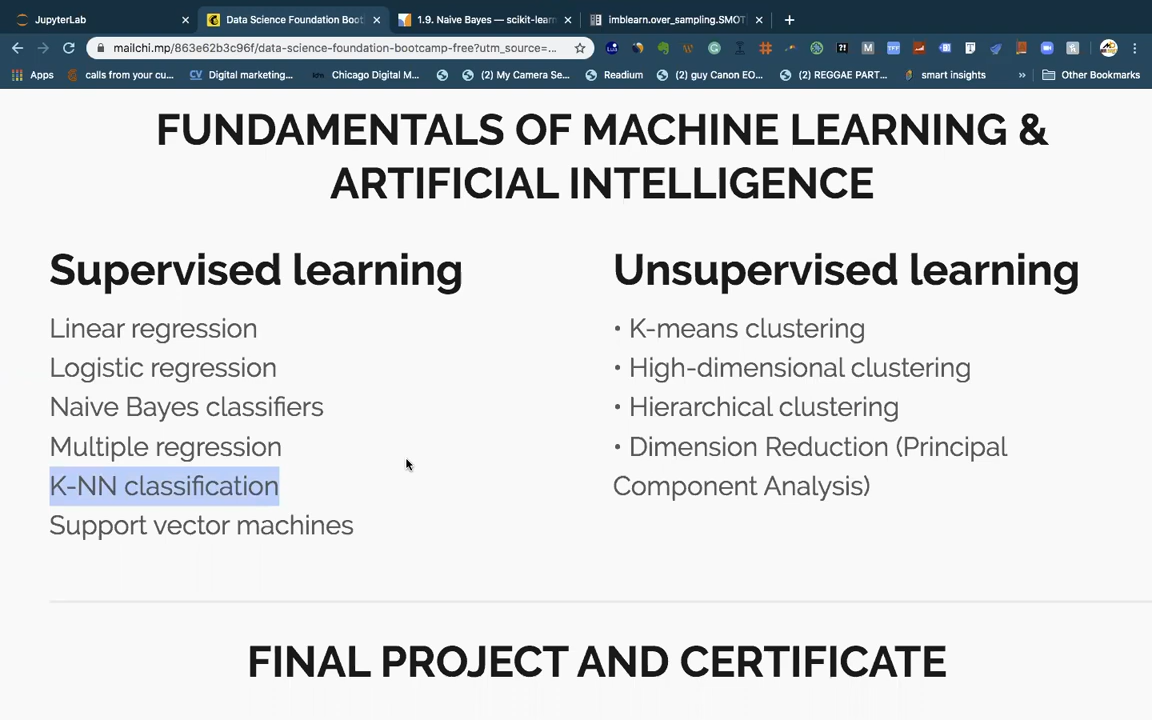 JupyterLab
Data Science Foundation Boot
1.9. Naive Bayes — scikit-lear
imblearn.over_sampling.SMOT
mailchi.mp/863e62b3c96f/data-science-foundation-bootcamp-free?utm_source=...
Apps
calls from your cu...
CV Digital marketing...
Chicago Digital M...
(2) My Camera Se...
Readium
(2) guy Canon EO...
(2) REGGAE PART...
smart insights
»
Other Bookmarks
FUNDAMENTALS OF MACHINE LEARNING &
ARTIFICIAL INTELLIGENCE
Supervised learning
Linear regression
Logistic regression
Naive Bayes classifiers
Multiple regression
K-NN classification
Support vector machines
Unsupervised learning
• K-means clustering
• High-dimensional clustering
• Hierarchical clustering
• Dimension Reduction (Principal
Component Analysis)
FINAL PROJECT AND CERTIFICATE